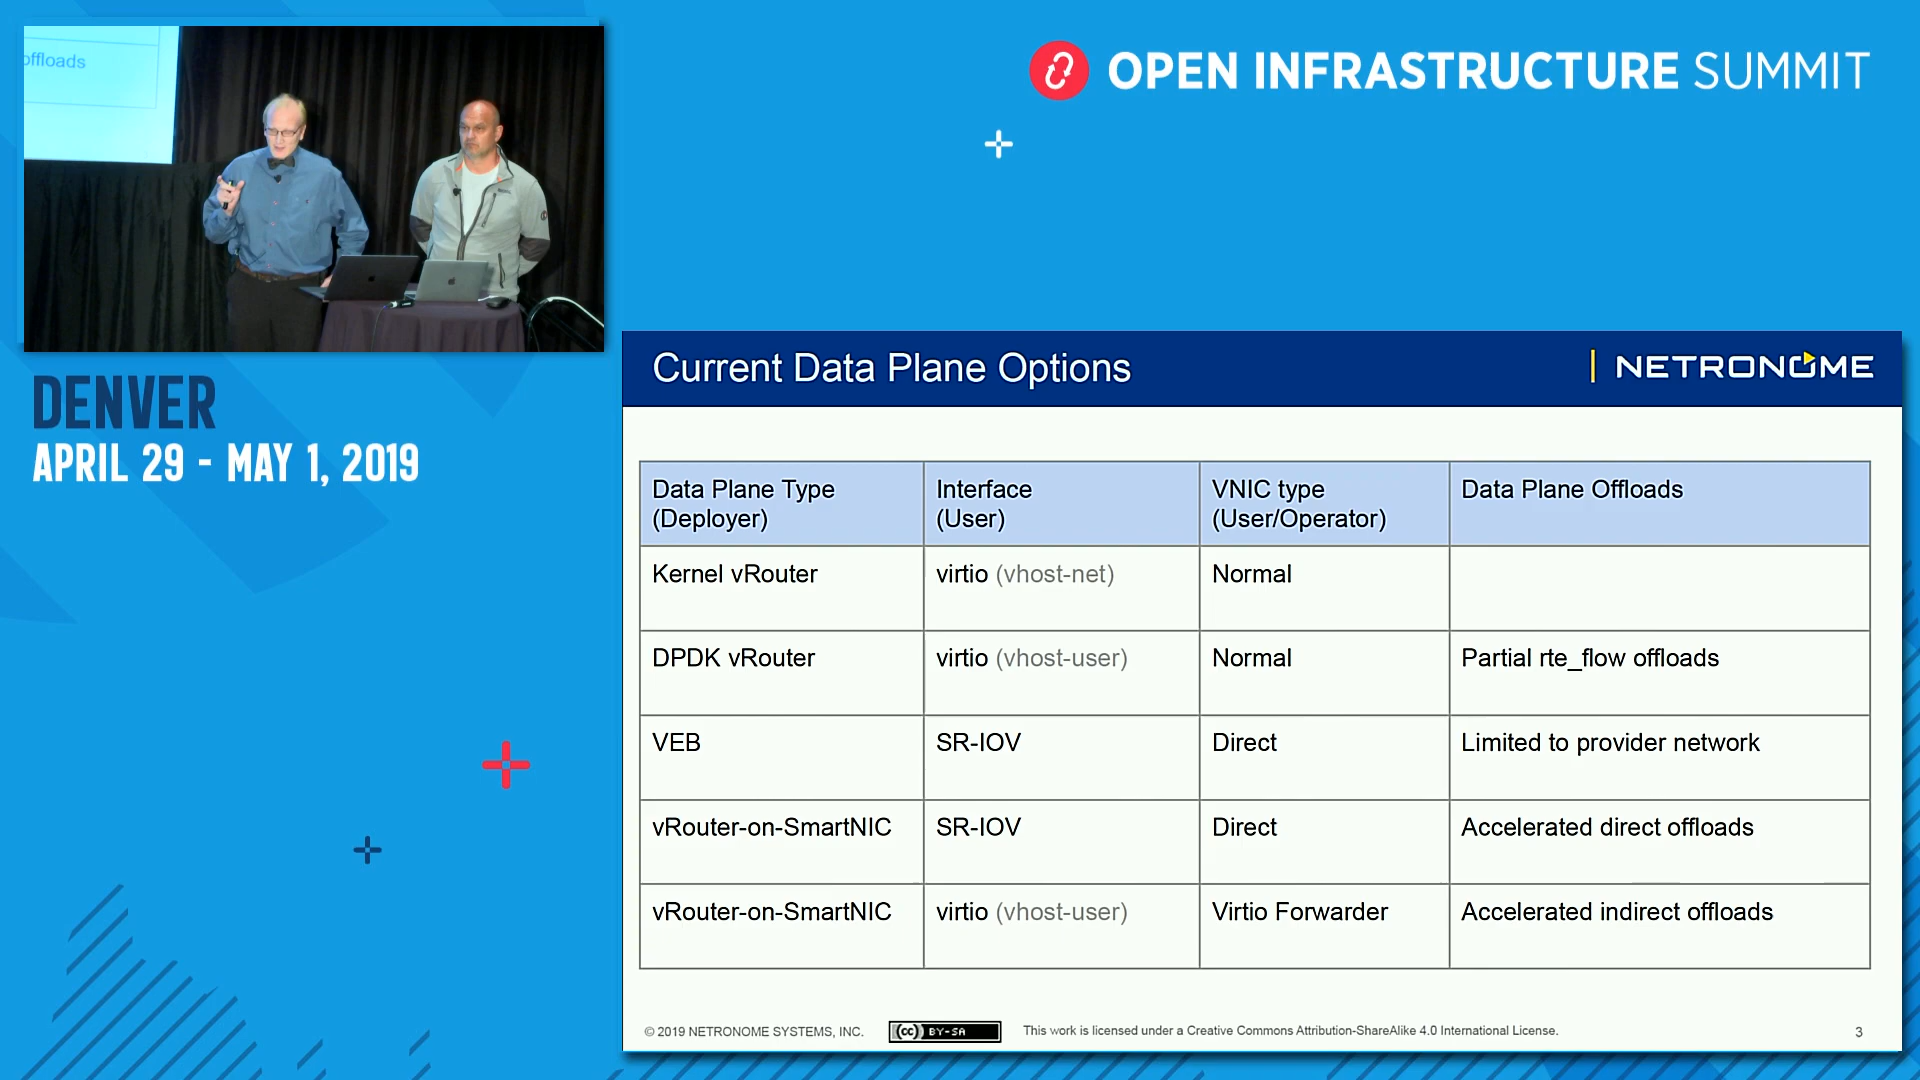 offloads
OPEN INFRASTRUCTURE SUMMIT
DENVER
APRIL 29 - MAY 1, 2019
Current Data Plane Options
NETRONOME
Data Plane Type
(Deployer)
Interface
(User)
VNIC type
(User/Operator)
Data Plane Offloads
Kernel vRouter
virtio (vhost-net)
Normal
DPDK vRouter
virtio (vhost-user)
Normal
Partial rte_flow offloads
VEB
SR-IOV
Direct
Limited to provider network
vRouter-on-SmartNIC
SR-IOV
Direct
Accelerated direct offloads
vRouter-on-SmartNIC
virtio (vhost-user)
Virtio Forwarder
Accelerated indirect offloads
© 2019 NETRONOME SYSTEMS, INC.
(cc) BY-SA
This work is licensed under a Creative Commons Attribution-ShareAlike 4.0 International License.
3